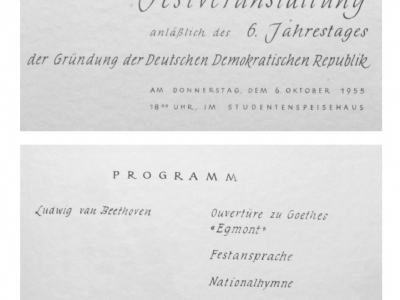 Festveranstaltung
anläßlich des 6. Jahrestages
der Gründung der Deutschen Demokratischen Republik
AM DONNERSTAG, DEM 6. OKTOBER 1955
18⁰⁰ UHR, IM STUDENTENSPEISEHAUS
PROGRAMM
Ludwig van Beethoven Ouvertüre zu Goethes
«Egmont»
Festansprache
Nationalhymne